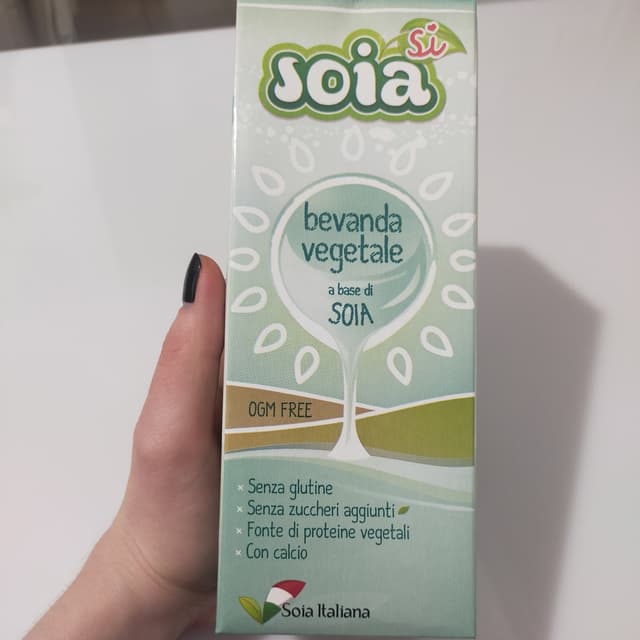 si
soia
bevanda
vegetale
a base di
SOIA
OGM FREE
× Senza glutine
× Senza zuccheri aggiunti
× Fonte di proteine vegetali
× Con calcio
Soia Italiana